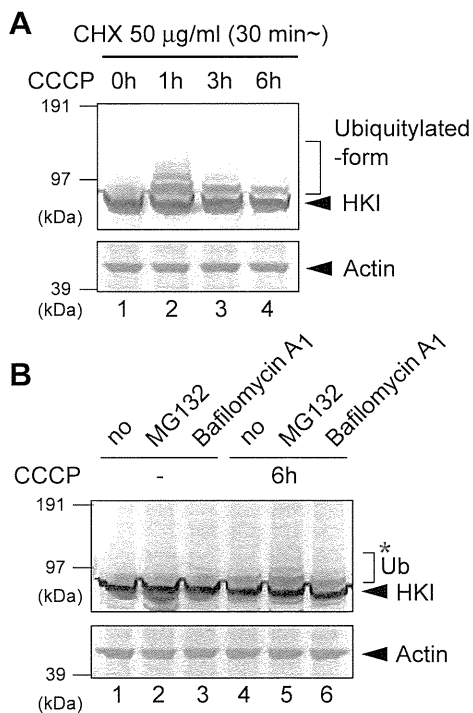 A
CHX 50 μg/ml (30 min~)
CCCP 0h 1h 3h 6h
191
97
(kDa)
Ubiquitylated
-form
HKI
Actin
39
(kDa)
1 2 3 4
B
no MG132 Bafilomycin A1 no MG132 Bafilomycin A1
CCCP - 6h
191
97
(kDa)
*
Ub
HKI
Actin
39
(kDa)
1 2 3 4 5 6